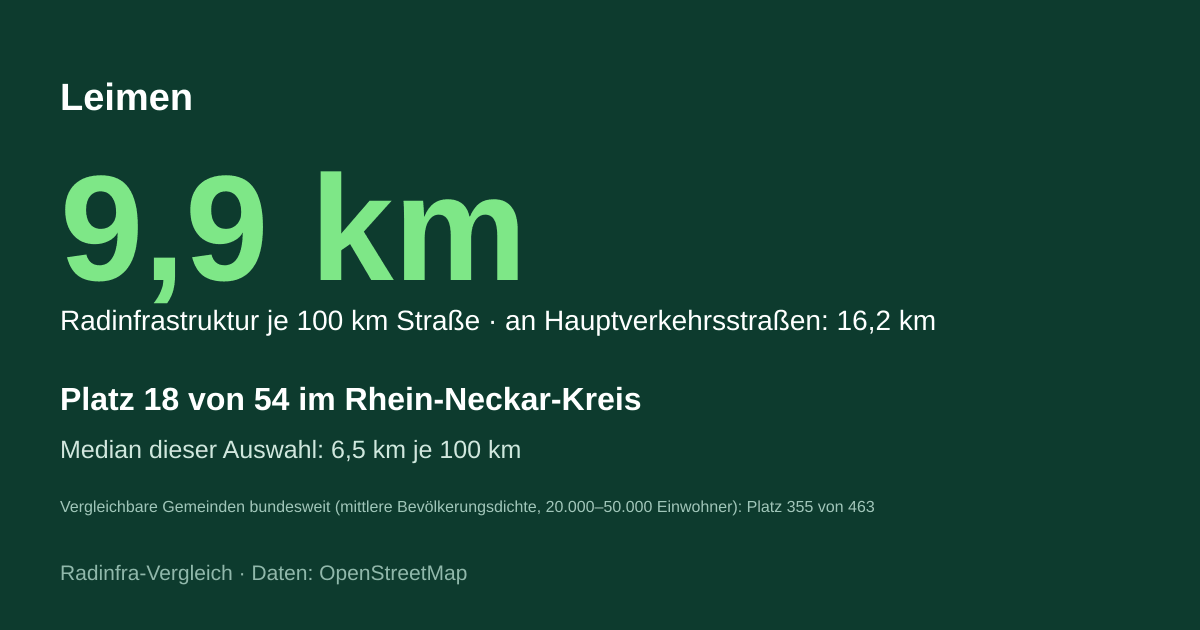 Leimen
9,9 km
Radinfrastruktur je 100 km Straße · an Hauptverkehrsstraßen: 16,2 km
Platz 18 von 54 im Rhein-Neckar-Kreis
Median dieser Auswahl: 6,5 km je 100 km
Vergleichbare Gemeinden bundesweit (mittlere Bevölkerungsdichte, 20.000–50.000 Einwohner): Platz 355 von 463
Radinfra-Vergleich · Daten: OpenStreetMap